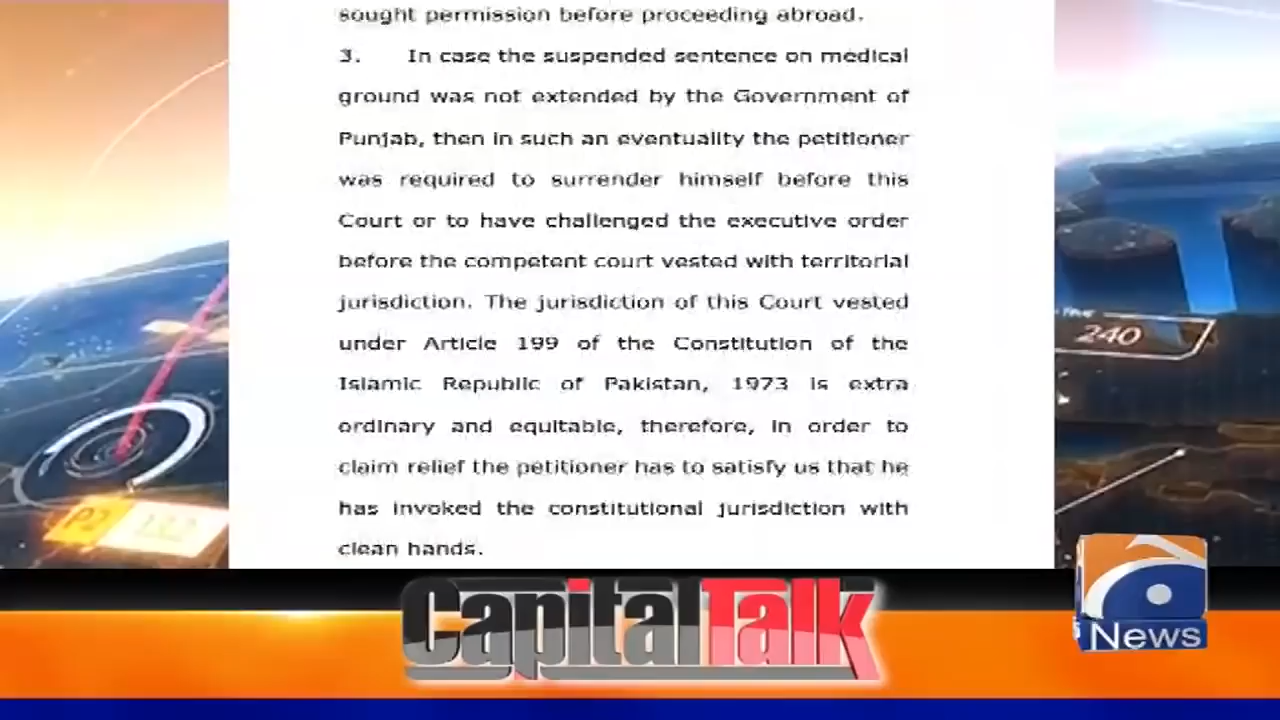 sought permission before proceeding abroad.
3. In case the suspended sentence on medical
ground was not extended by the Government of
Punjab, then in such an eventuality the petitioner
was required to surrender himself before this
Court or to have challenged the executive order
before the competent court vested with territorial
jurisdiction. The jurisdiction of this Court vested
under Article 199 of the Constitution of the
Islamic Republic of Pakistan, 1973 is extra
ordinary and equitable, therefore, in order to
claim relief the petitioner has to satisfy us that he
has invoked the constitutional jurisdiction with
clean hands.
240
P2
Capital Talk
News